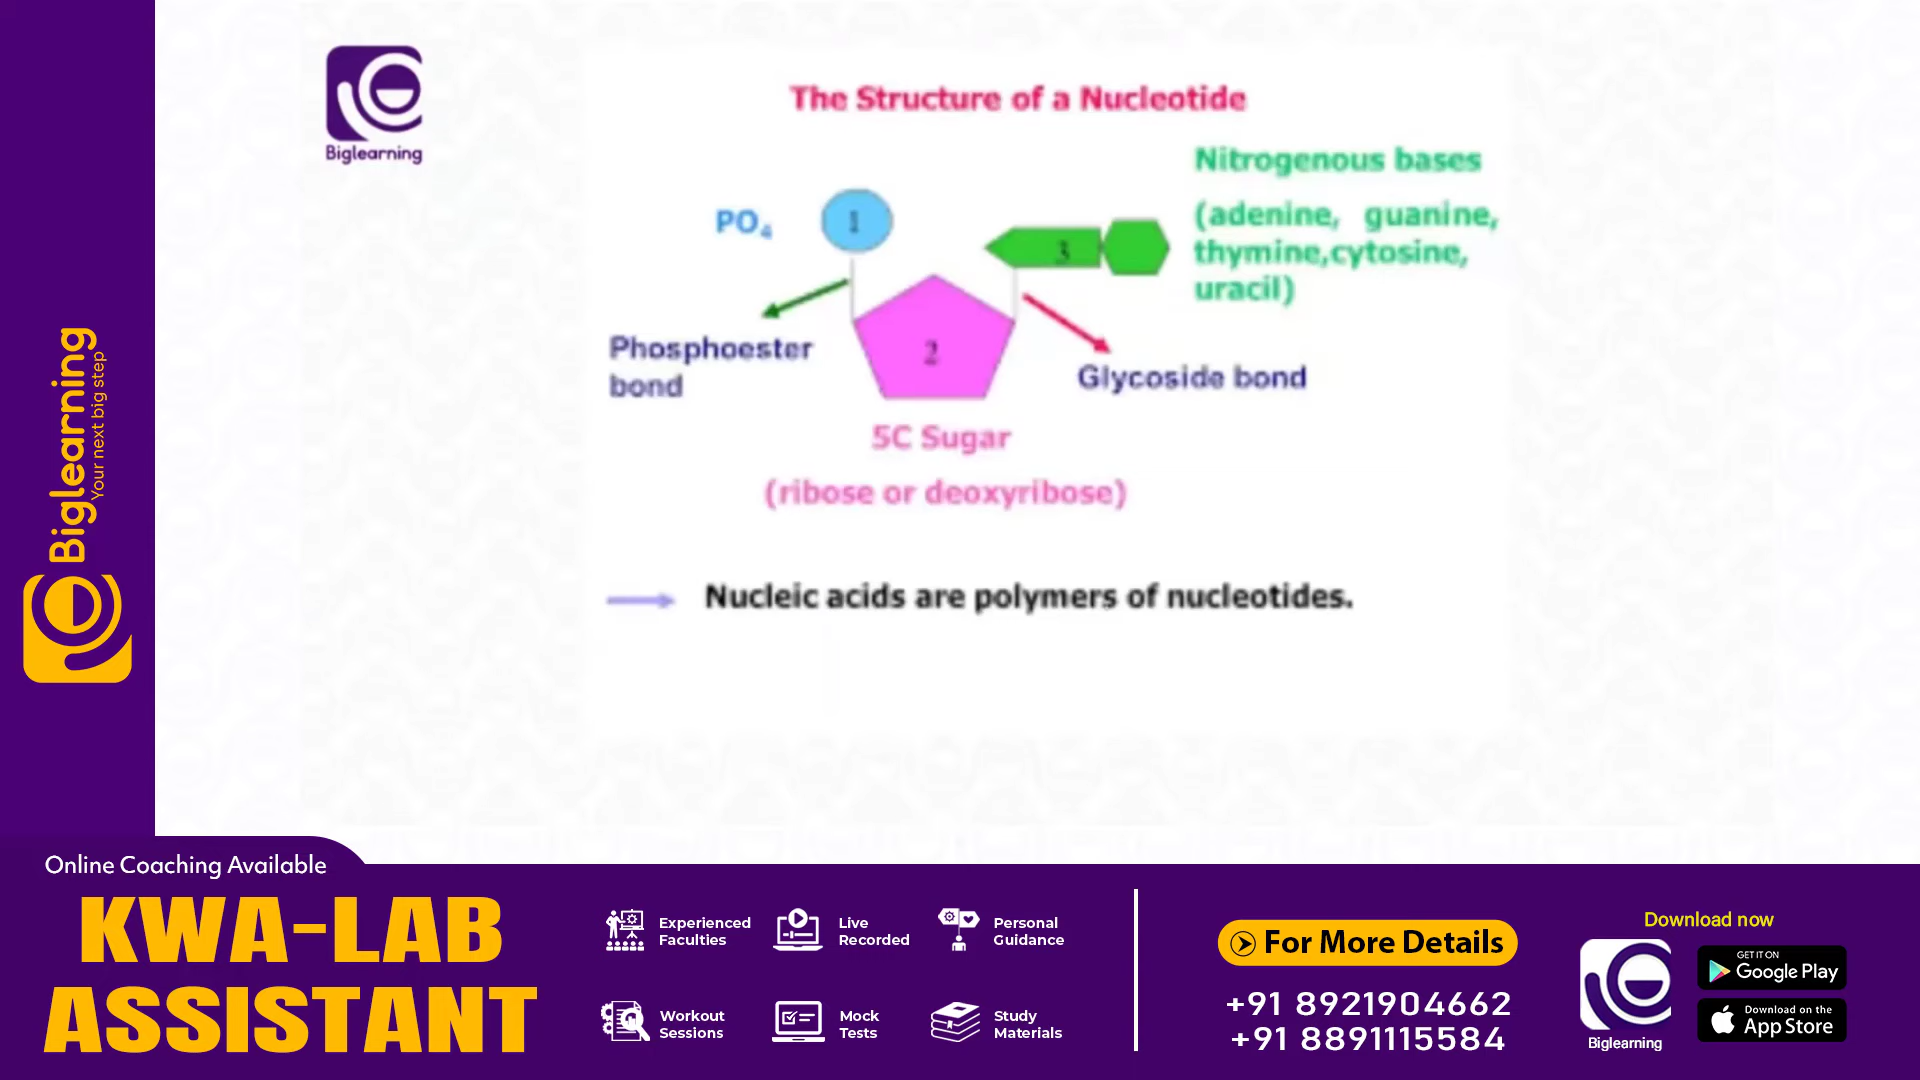 Biglearning
The Structure of a Nucleotide
Nitrogenous bases
(adenine, guanine,
thymine,cytosine,
uracil)
PO4
1
3
2
Phosphoester
bond
Glycoside bond
5C Sugar
(ribose or deoxyribose)
Nucleic acids are polymers of nucleotides.
Biglearning
Your next big step
Online Coaching Available
KWA-LAB
ASSISTANT
Experienced
Faculties
Live
Recorded
Personal
Guidance
Workout
Sessions
Mock
Tests
Study
Materials
For More Details
+91 8921904662
+91 8891115584
Download now
Biglearning
GET IT ON
Google Play
Download on the
App Store